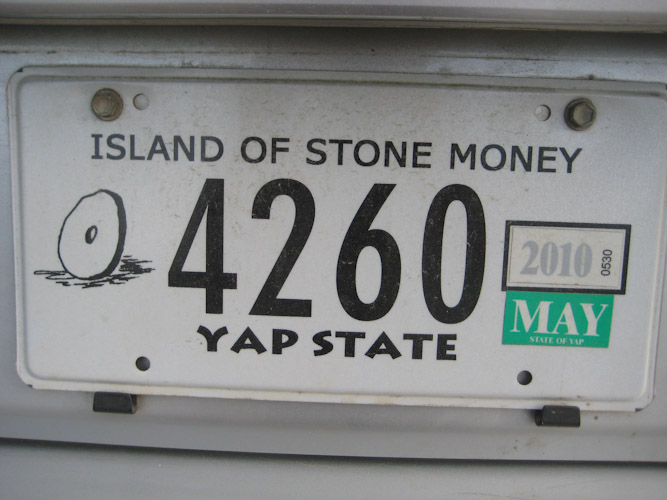 ISLAND OF STONE MONEY
4260
2010 0530
MAY
STATE OF YAP
YAP STATE